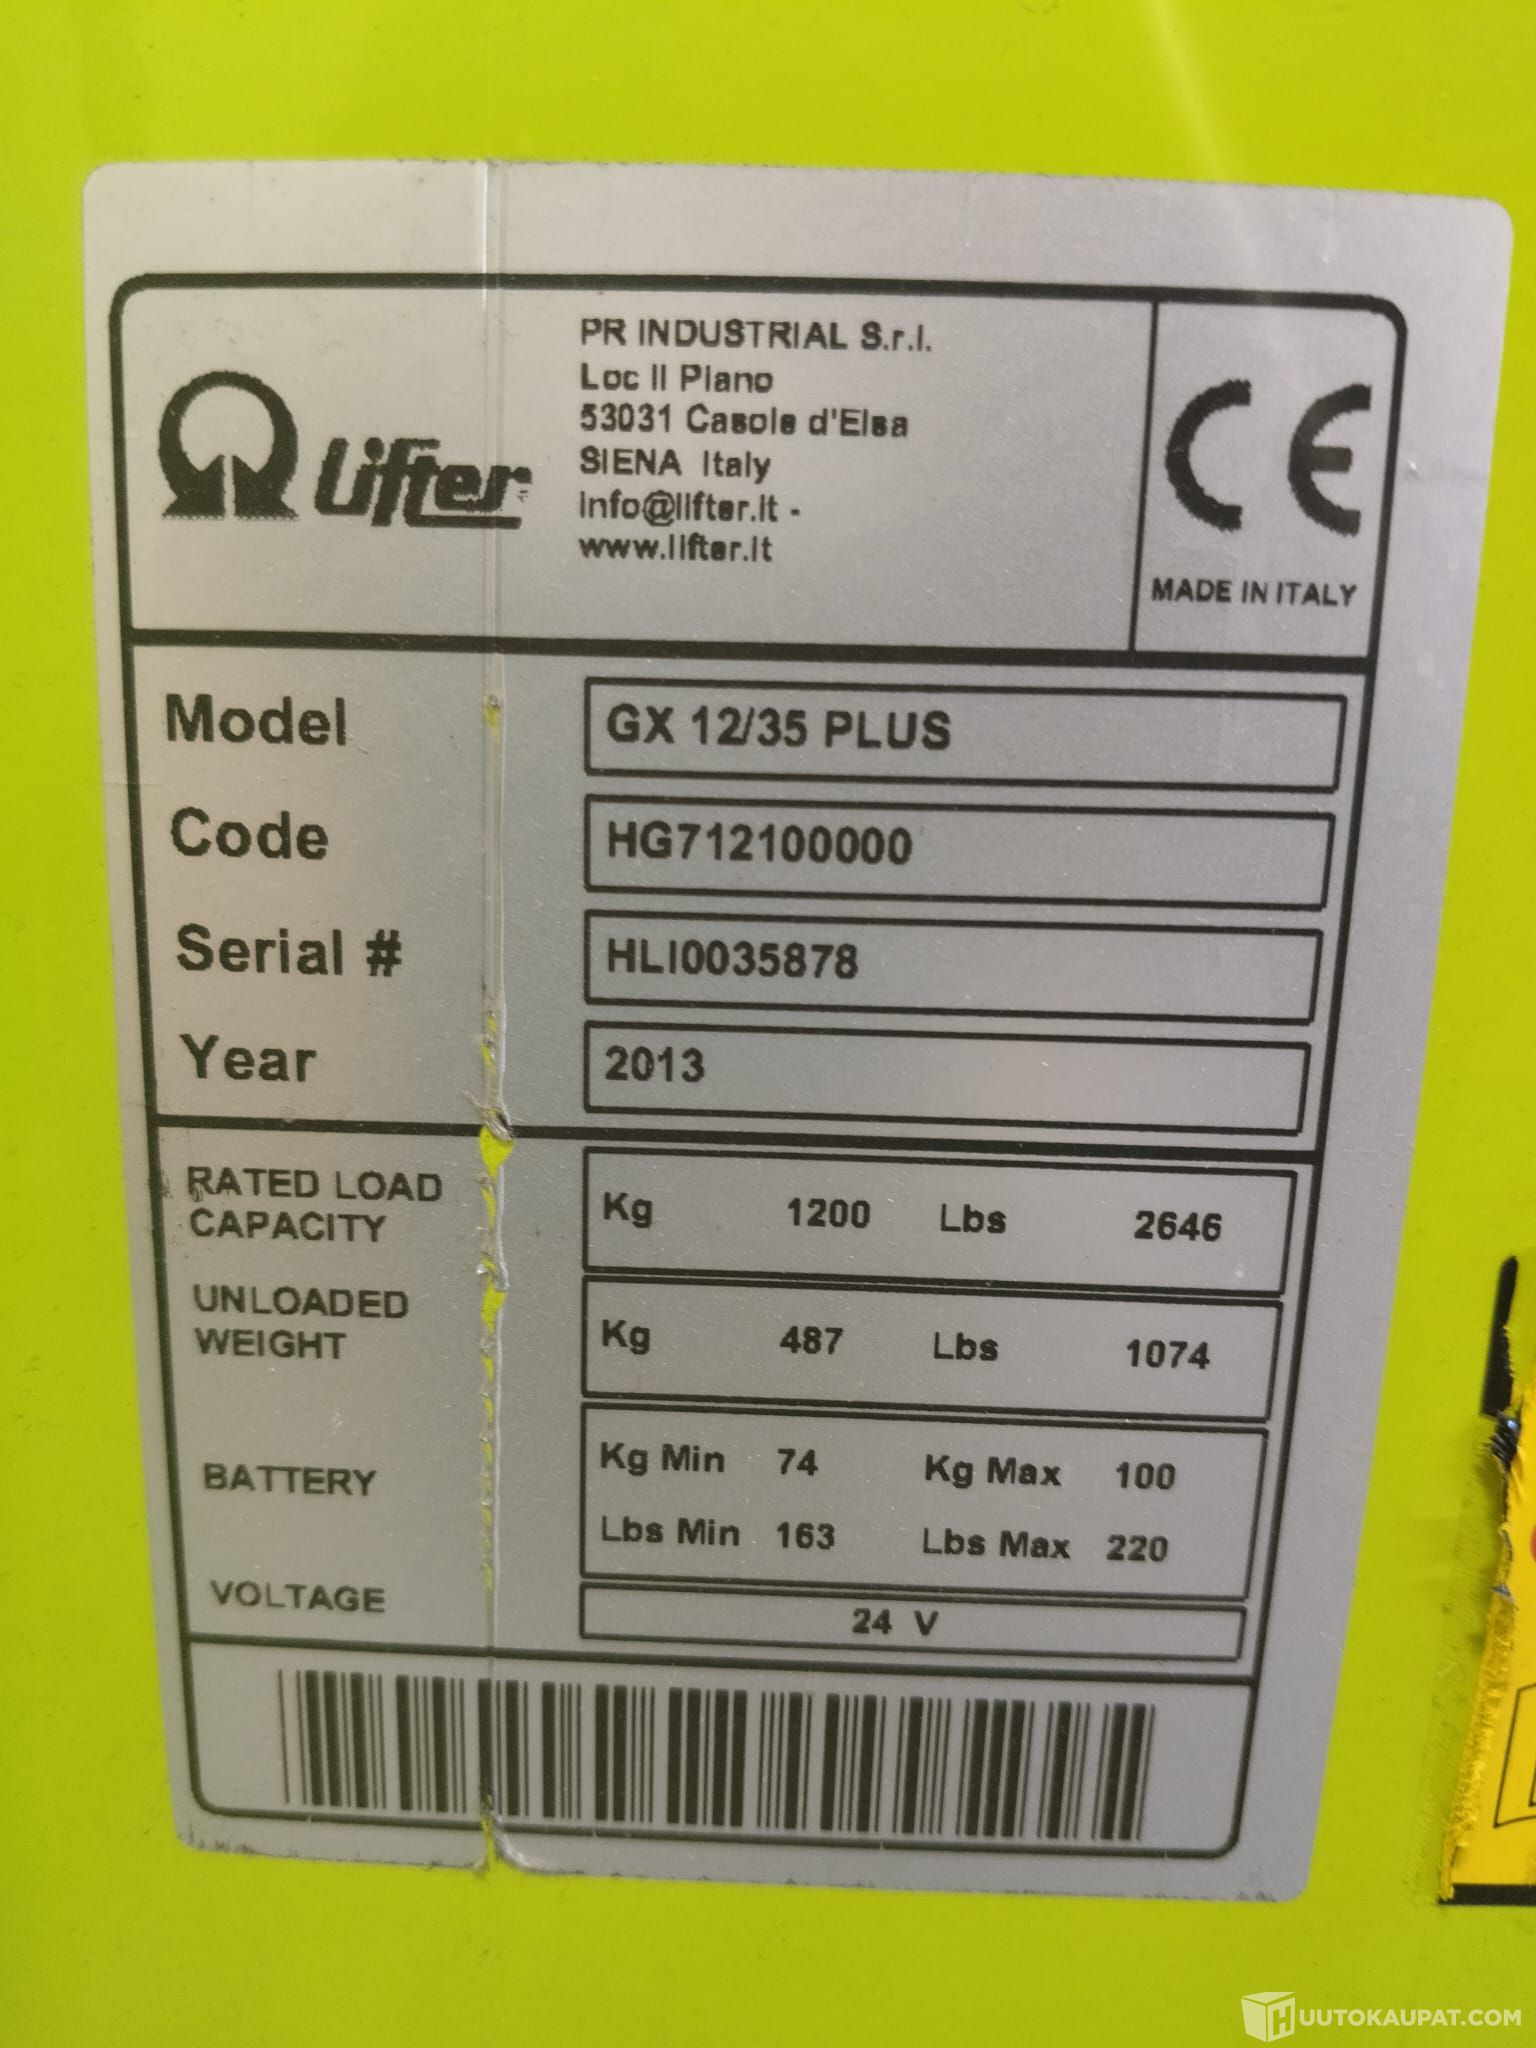 Lifter
PR INDUSTRIAL S.r.l.
Loc Il Piano
53031 Casole d'Elsa
SIENA Italy
info@lifter.it -
www.lifter.it
CE
MADE IN ITALY
Model GX 12/35 PLUS
Code HG712100000
Serial # HLI0035878
Year 2013
RATED LOAD
CAPACITY
Kg 1200 Lbs 2646
UNLOADED
WEIGHT
Kg 487 Lbs 1074
BATTERY
Kg Min 74 Kg Max 100
Lbs Min 163 Lbs Max 220
VOLTAGE 24 V
HUUTOKAUPAT.COM